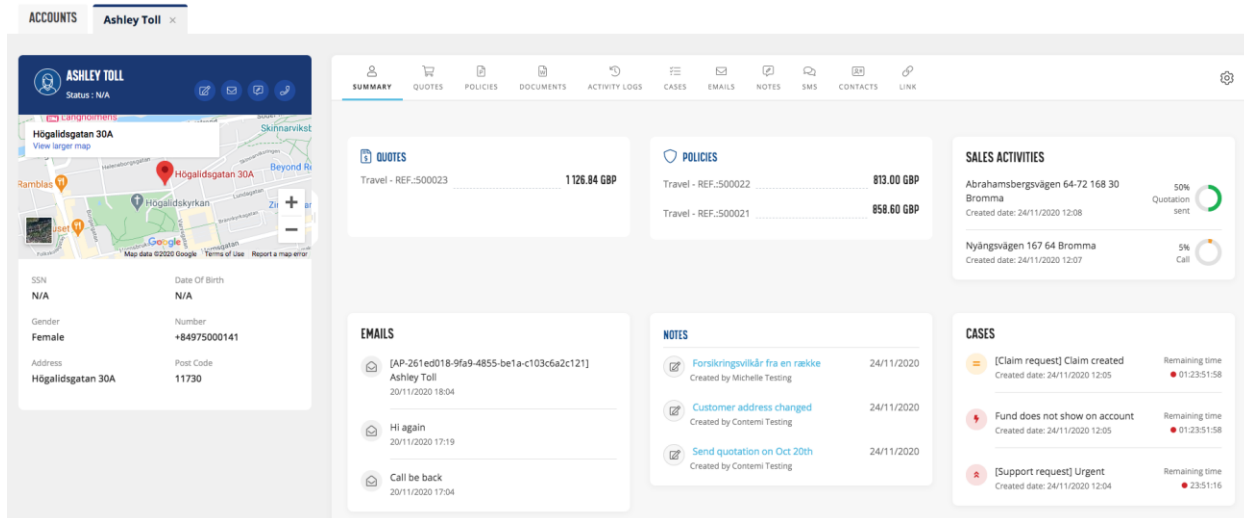 ACCOUNTS
Ashley Toll ×
ASHLEY TOLL
Status : N/A
Högalidsgatan 30A
View larger map
Skinnarviksb
Högalidsgatan 30A
Beyond Re
Ramblas
Högalidskyrkan
Google
Map data ©2020 Google Terms of Use Report a map error
SSN
N/A
Date Of Birth
N/A
Gender
Female
Number
+84975000141
Address
Högalidsgatan 30A
Post Code
11730
SUMMARY
QUOTES
POLICIES
DOCUMENTS
ACTIVITY LOGS
CASES
EMAILS
NOTES
SMS
CONTACTS
LINK
QUOTES
Travel - REF.:500023 1 126.84 GBP
POLICIES
Travel - REF.:500022 813.00 GBP
Travel - REF.:500021 858.60 GBP
SALES ACTIVITIES
Abrahamsbergsvägen 64-72 168 30
Bromma
Created date: 24/11/2020 12:08
50%
Quotation
sent
Nyängsvägen 167 64 Bromma
Created date: 24/11/2020 12:07
5%
Call
EMAILS
[AP-261ed018-9fa9-4855-be1a-c103c6a2c121]
Ashley Toll
20/11/2020 18:04
Hi again
20/11/2020 17:19
Call be back
20/11/2020 17:04
NOTES
Forsikringsvilkår fra en række 24/11/2020
Created by Michelle Testing
Customer address changed 24/11/2020
Created by Contemi Testing
Send quotation on Oct 20th 24/11/2020
Created by Contemi Testing
CASES
[Claim request] Claim created Remaining time
Created date: 24/11/2020 12:05 01:23:51:58
Fund does not show on account Remaining time
Created date: 24/11/2020 12:05 01:23:51:58
[Support request] Urgent Remaining time
Created date: 24/11/2020 12:04 23:51:16